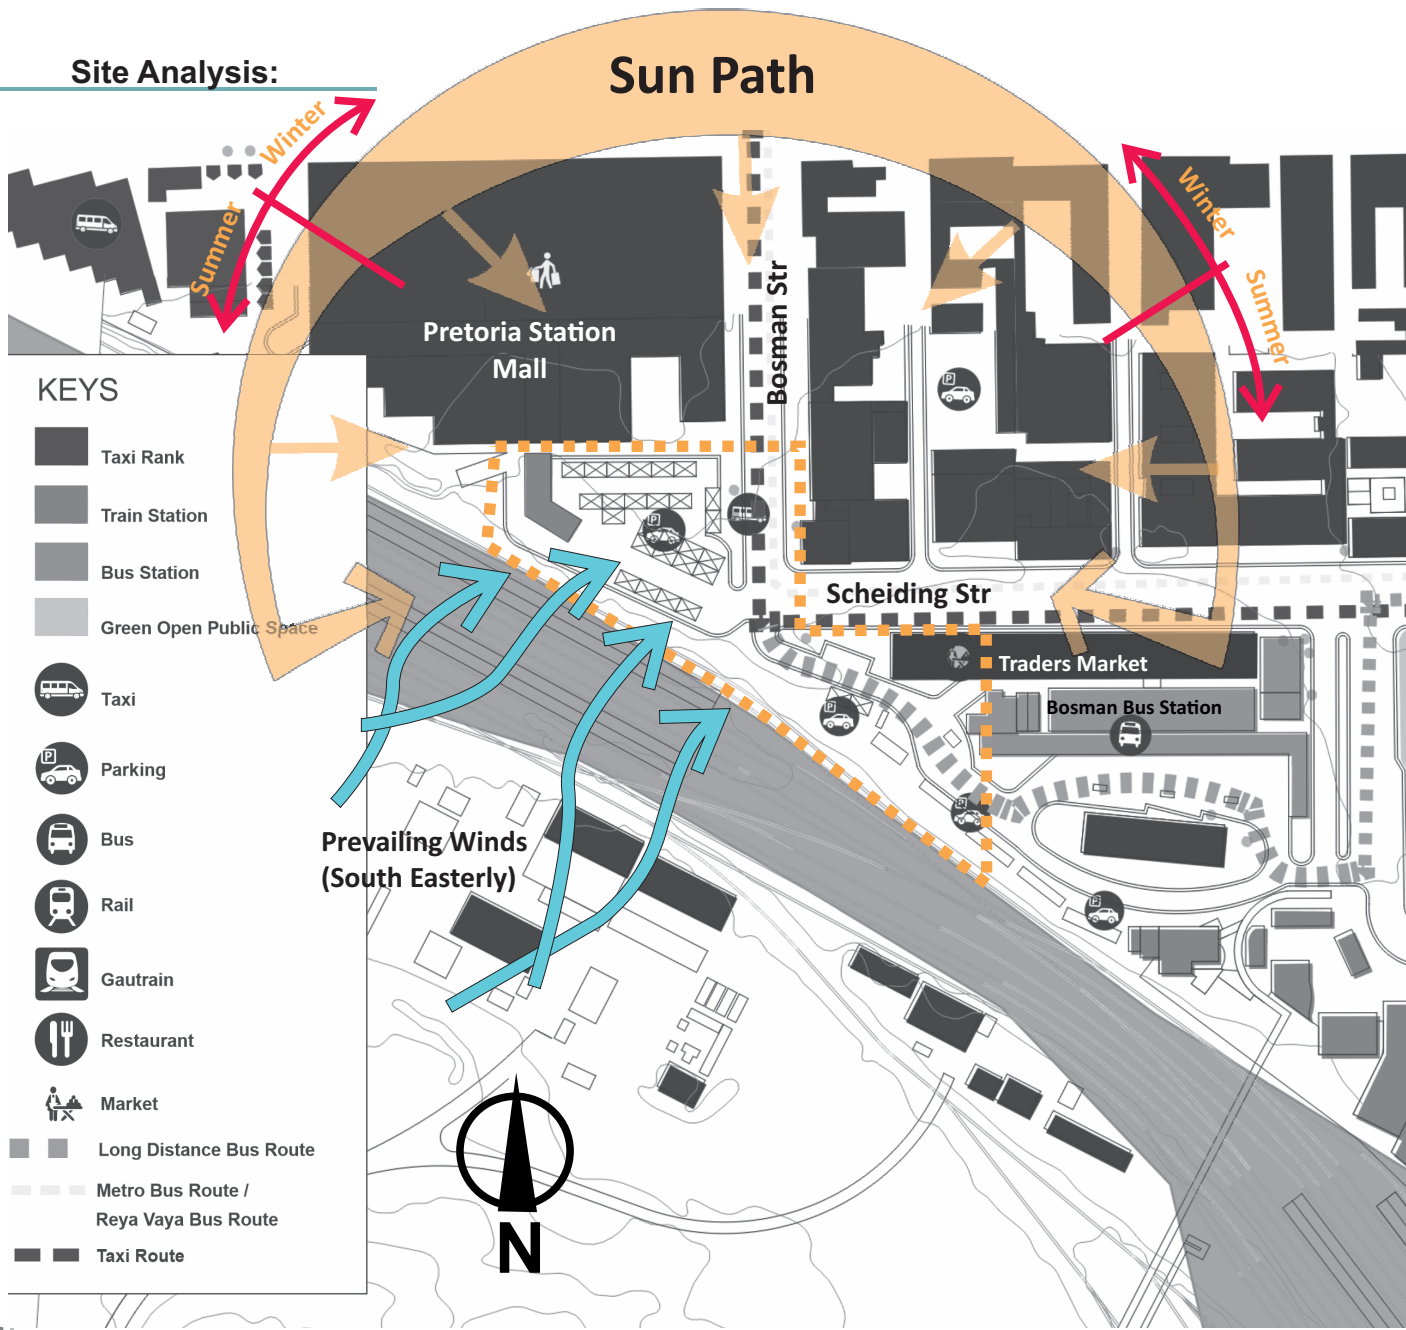 Site Analysis:
Sun Path
Winter
Summer
Winter
Summer
Pretoria Station
Mall
Bosman Str
P
KEYS
Taxi Rank
Train Station
Bus Station
Green Open Public Space
Taxi
P
Parking
Bus
Rail
Gautrain
Restaurant
Market
Long Distance Bus Route
Metro Bus Route /
Reya Vaya Bus Route
Taxi Route
P
Scheiding Str
Traders Market
Bosman Bus Station
P
P
P
Prevailing Winds
(South Easterly)
N